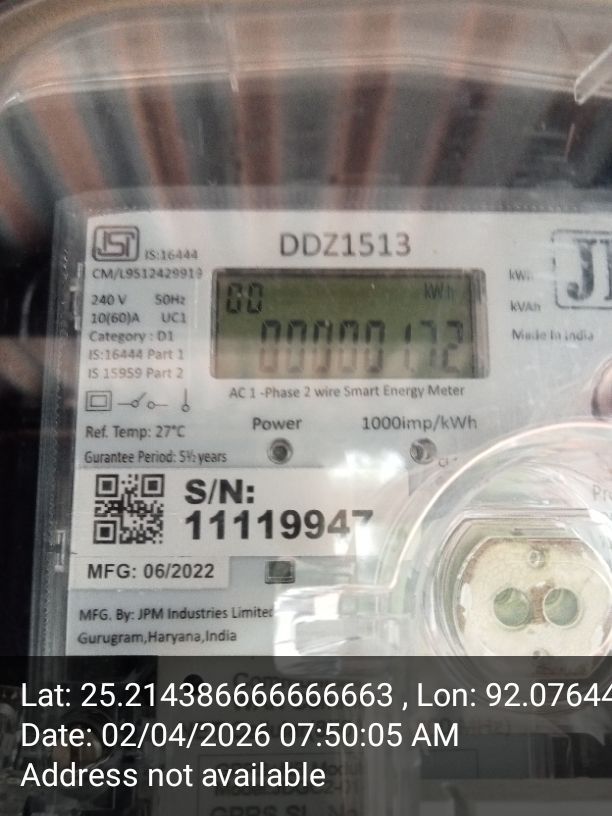 ISI IS:16444
CM/L9512429919
DDZ1513
240 V 50Hz
10(60)A UC1
Category : D1
IS:16444 Part 1
IS 15959 Part 2
00 kWh
00000172
kW
kVAh
Made In India
AC 1 -Phase 2 wire Smart Energy Meter
Ref. Temp: 27°C
Power
1000imp/kWh
Gurantee Period: 5½ years
S/N:
11119947
MFG: 06/2022
MFG. By: JPM Industries Limited
Gurugram,Haryana,India
Lat: 25.214386666666663 , Lon: 92.07644
Date: 02/04/2026 07:50:05 AM
Address not available